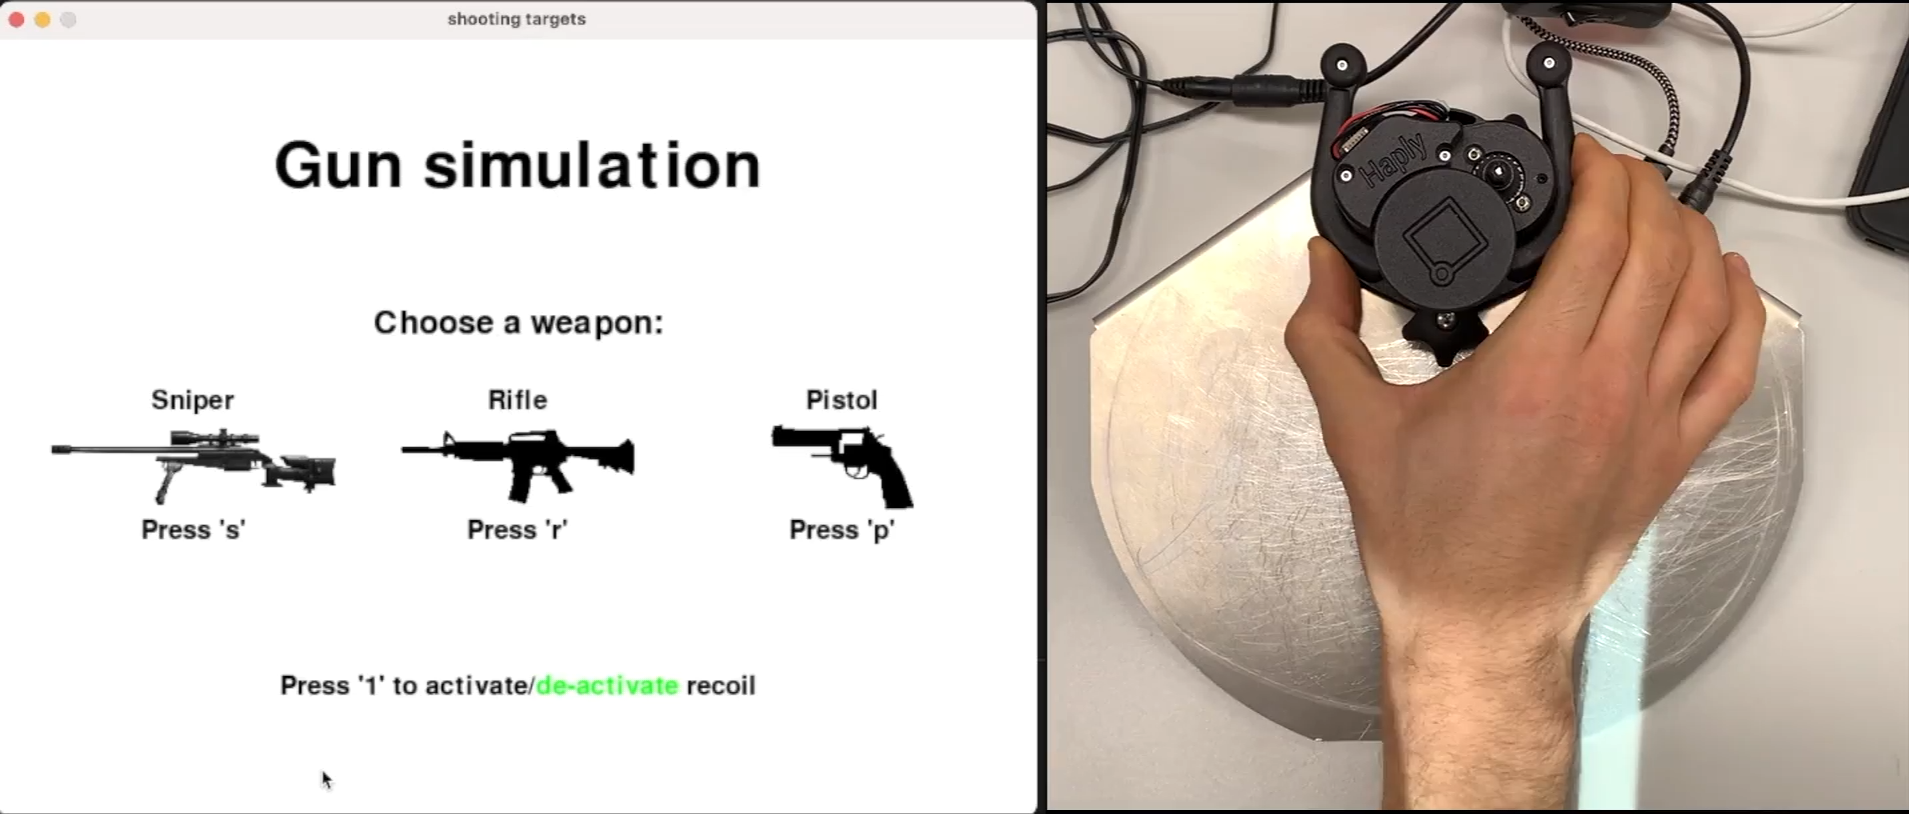 shooting targets
Gun simulation
Choose a weapon:
Sniper
Rifle
Pistol
Press 's'
Press 'r'
Press 'p'
Press '1' to activate/de-activate recoil
Haply